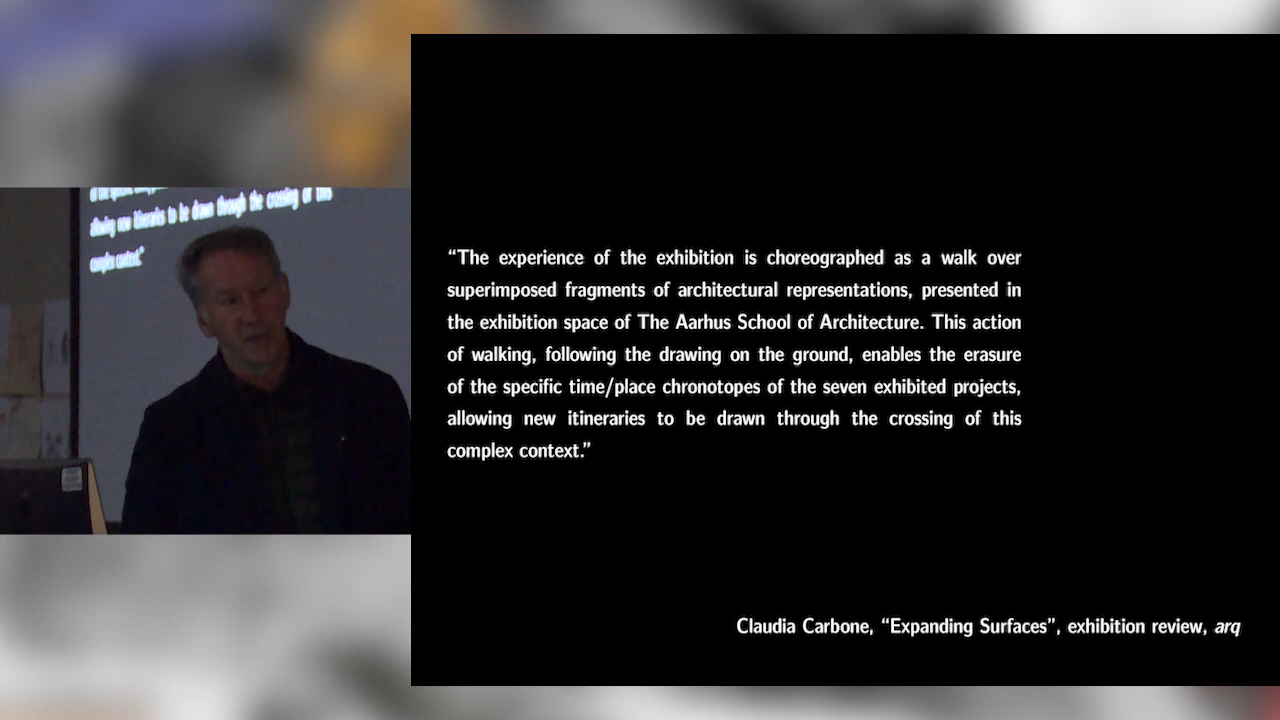 of the specific
allowing new itineraries to be drawn through the crossing of this
complex context.”
“The experience of the exhibition is choreographed as a walk over
superimposed fragments of architectural representations, presented in
the exhibition space of The Aarhus School of Architecture. This action
of walking, following the drawing on the ground, enables the erasure
of the specific time/place chronotopes of the seven exhibited projects,
allowing new itineraries to be drawn through the crossing of this
complex context.”
Claudia Carbone, “Expanding Surfaces”, exhibition review, arq